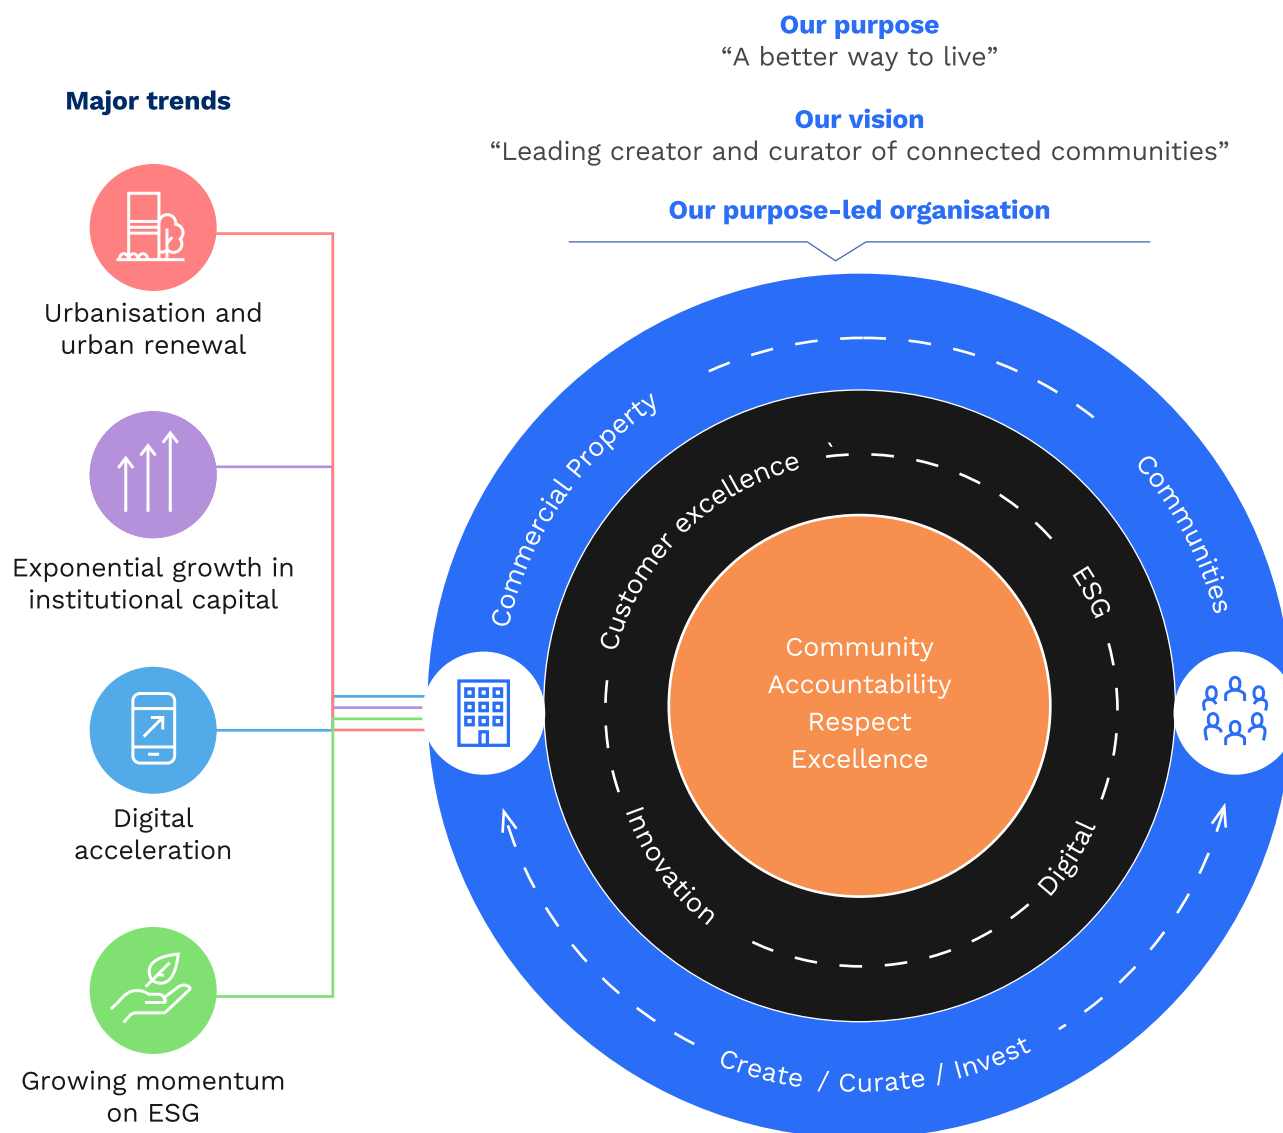 Our purpose
“A better way to live”
Our vision
“Leading creator and curator of connected communities”
Our purpose-led organisation
Major trends
Urbanisation and
urban renewal
Exponential growth in
institutional capital
Digital
acceleration
Growing momentum
on ESG
Commercial Property
Communities
Create / Curate / Invest
Customer excellence
ESG
Digital
Innovation
Community
Accountability
Respect
Excellence